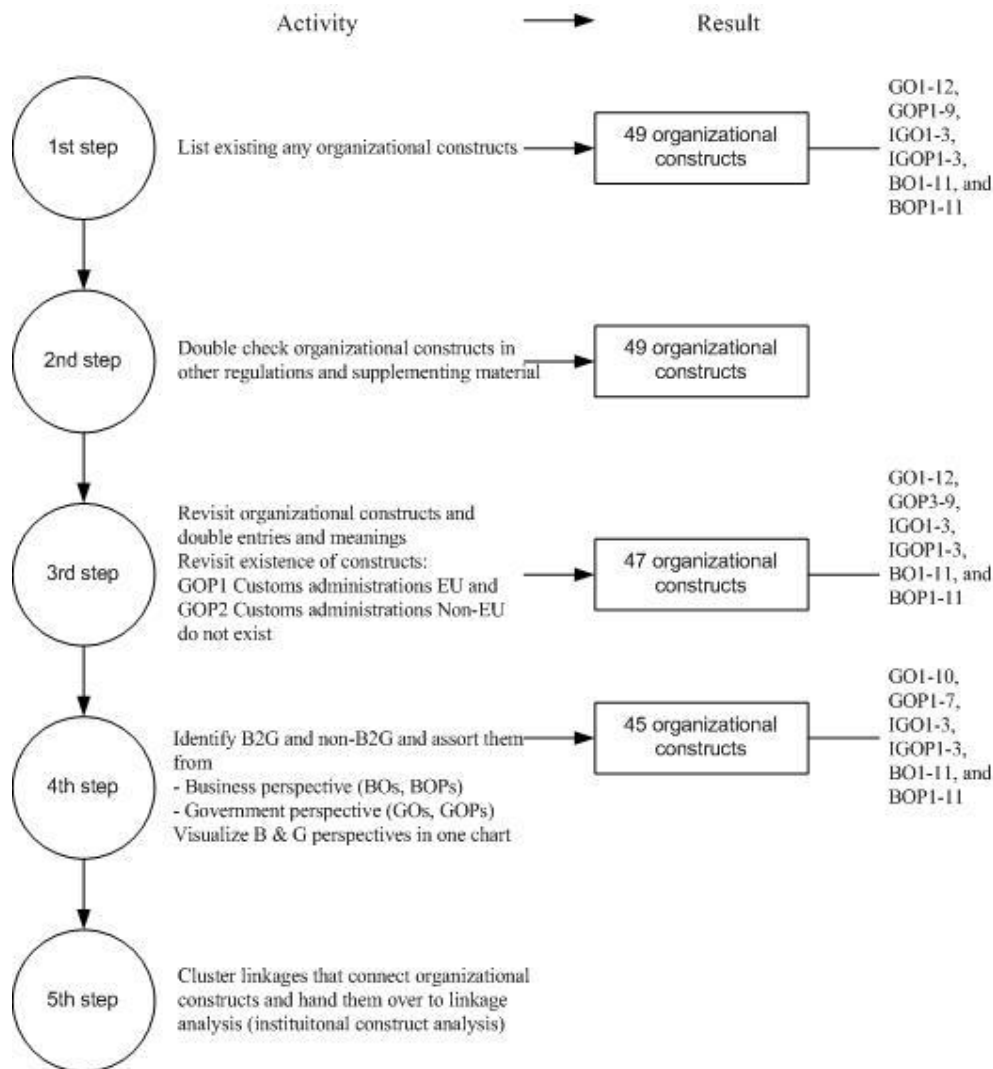 Activity
Result
1st step
List existing any organizational constructs
49 organizational
constructs
GO1-12,
GOP1-9,
IGO1-3,
IGOP1-3,
BO1-11, and
BOP1-11
2nd step
Double check organizational constructs in
other regulations and supplementing material
49 organizational
constructs
3rd step
Revisit organizational constructs and
double entries and meanings
Revisit existence of constructs:
GOP1 Customs administrations EU and
GOP2 Customs administrations Non-EU
do not exist
47 organizational
constructs
GO1-12,
GOP3-9,
IGO1-3,
IGOP1-3,
BO1-11, and
BOP1-11
4th step
Identify B2G and non-B2G and assort them
from
- Business perspective (BOs, BOPs)
- Government perspective (GOs, GOPs)
Visualize B & G perspectives in one chart
45 organizational
constructs
GO1-10,
GOP1-7,
IGO1-3,
IGOP1-3,
BO1-11, and
BOP1-11
5th step
Cluster linkages that connect organizational
constructs and hand them over to linkage
analysis (instituitonal construct analysis)